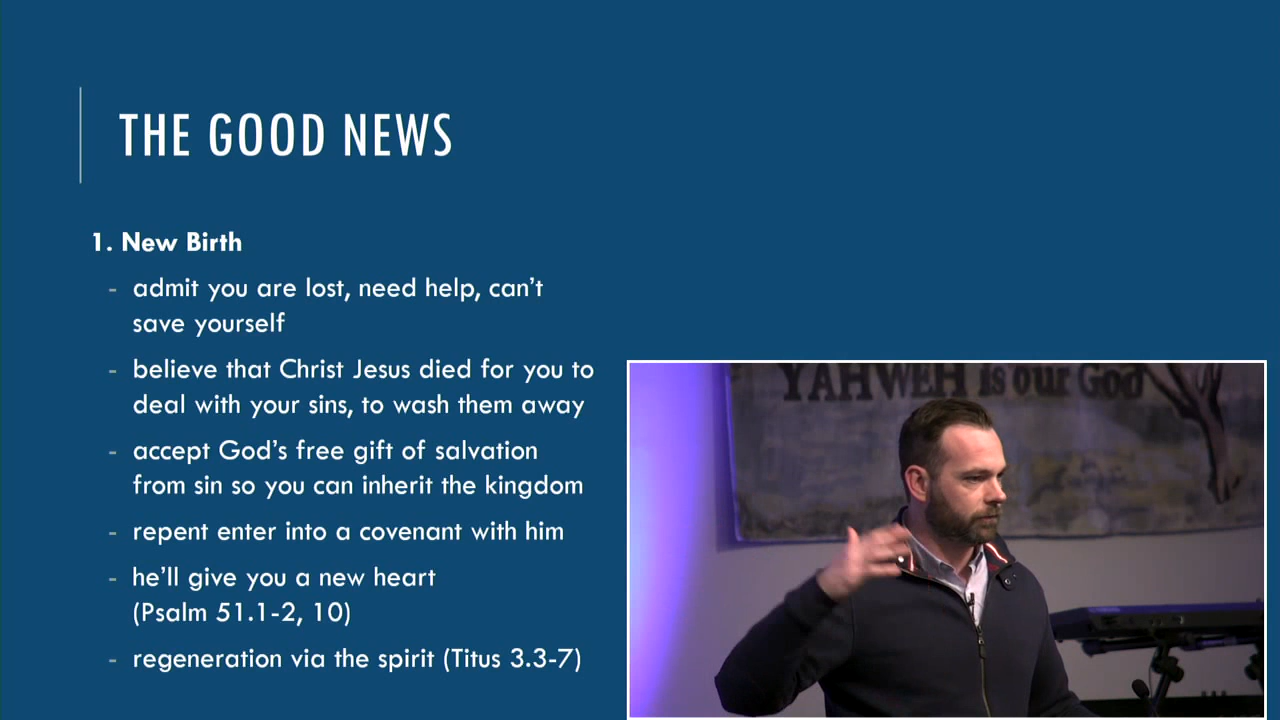 THE GOOD NEWS
1. New Birth
- admit you are lost, need help, can't
save yourself
- believe that Christ Jesus died for you to
deal with your sins, to wash them away
- accept God's free gift of salvation
from sin so you can inherit the kingdom
- repent enter into a covenant with him
- he'll give you a new heart
(Psalm 51.1-2, 10)
- regeneration via the spirit (Titus 3.3-7)
YAHWEH is our God